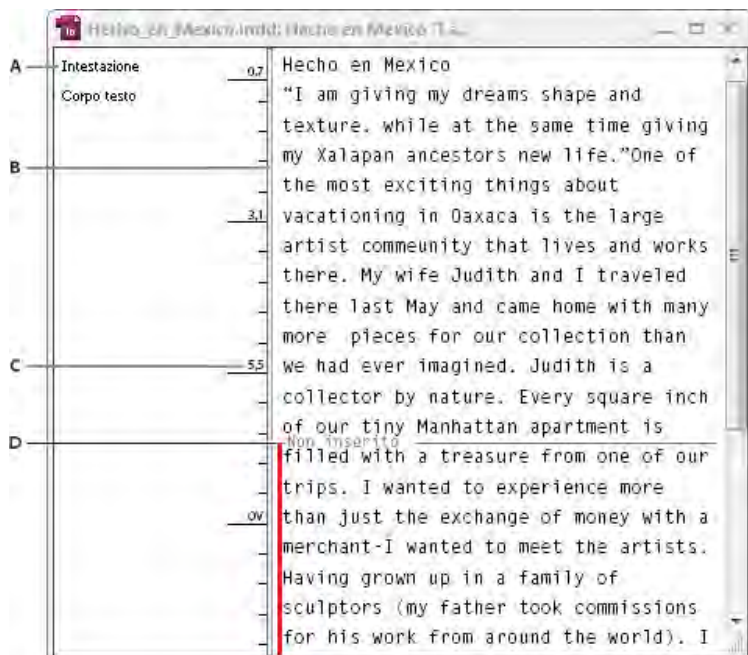 Hecho_en_Mexico.indd: Hecho en Mexico "La...
A
Intestazione
0,7
Hecho en Mexico
Corpo testo
“I am giving my dreams shape and
texture. while at the same time giving
B
my Xalapan ancestors new life.”One of
the most exciting things about
3,1
vacationing in Oaxaca is the large
artist commeunity that lives and works
there. My wife Judith and I traveled
there last May and came home with many
more pieces for our collection than
C
5,5
we had ever imagined. Judith is a
collector by nature. Every square inch
of our tiny Manhattan apartment is
D
Non inserito
filled with a treasure from one of our
trips. I wanted to experience more
OV
than just the exchange of money with a
merchant-I wanted to meet the artists.
Having grown up in a family of
sculptors (my father took commissions
for his work from around the world). I